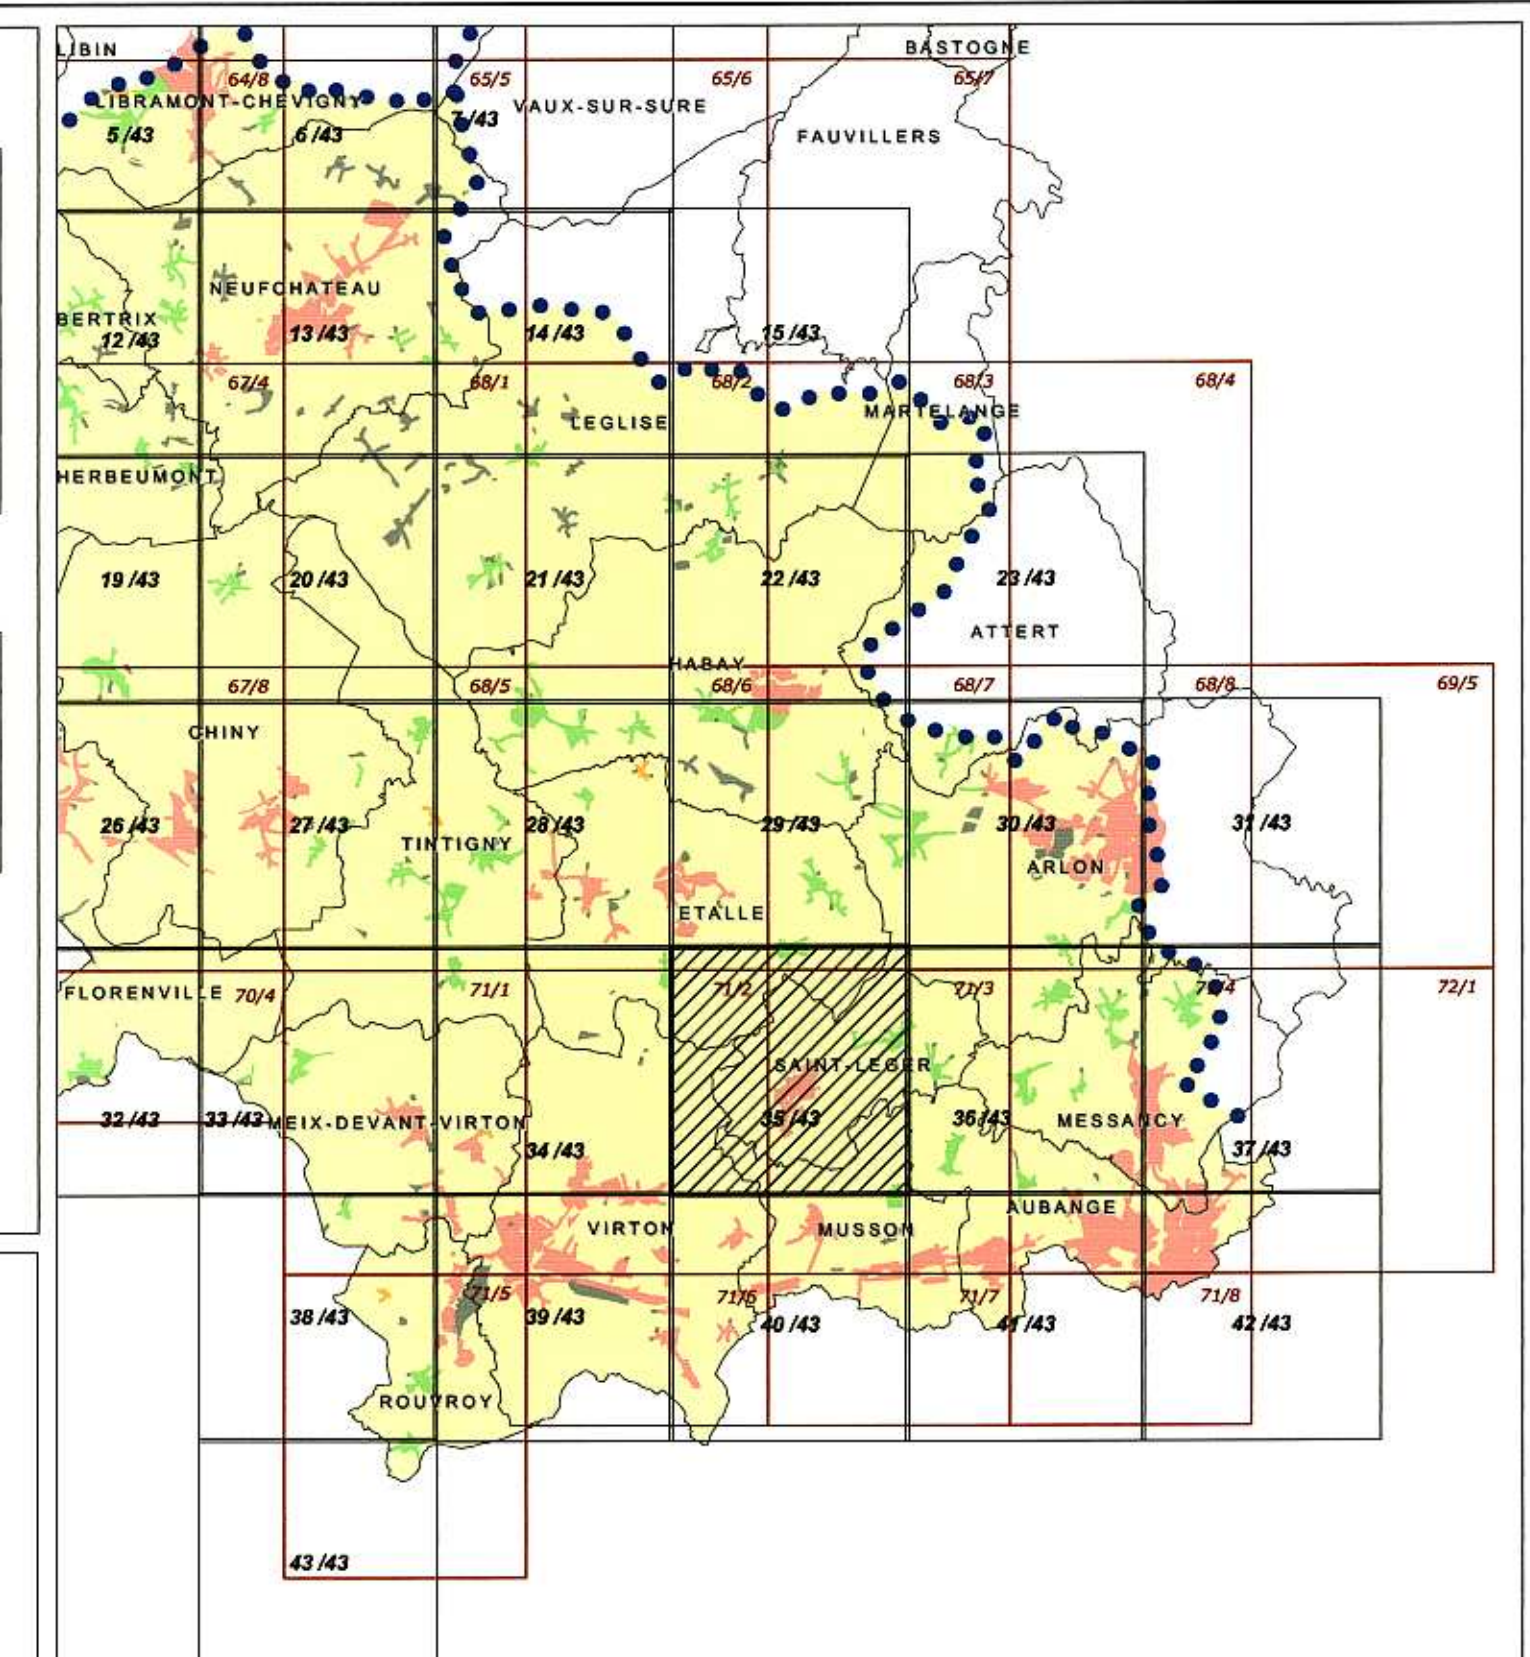 LIBIN
BASTOGNE
64/8
65/5
65/6
65/7
LIBRAMONT-CHEVIGNY
VAUX-SUR-SURE
5 /43
6 /43
7 /43
FAUVILLERS
NEUFCHATEAU
BERTRIX
12 /43
13 /43
14 /43
15 /43
67/4
68/1
68/2
68/3
68/4
MARTELANGE
LEGLISE
HERBEUMONT
19 /43
20 /43
21 /43
22 /43
23 /43
ATTERT
HABAY
67/8
68/5
68/6
68/7
68/8
69/5
CHINY
26 /43
27 /43
28 /43
29 /43
30 /43
31 /43
TINTIGNY
ARLON
ETALLE
FLORENVILLE
70/4
71/1
71/2
71/3
71/4
72/1
SAINT-LEGER
32 /43
33 /43
MEIX-DEVANT-VIRTON
35 /43
36 /43
MESSANCY
34 /43
37 /43
AUBANGE
VIRTON
MUSSON
71/5
71/6
71/7
71/8
38 /43
39 /43
40 /43
41 /43
42 /43
ROUVROY
43 /43